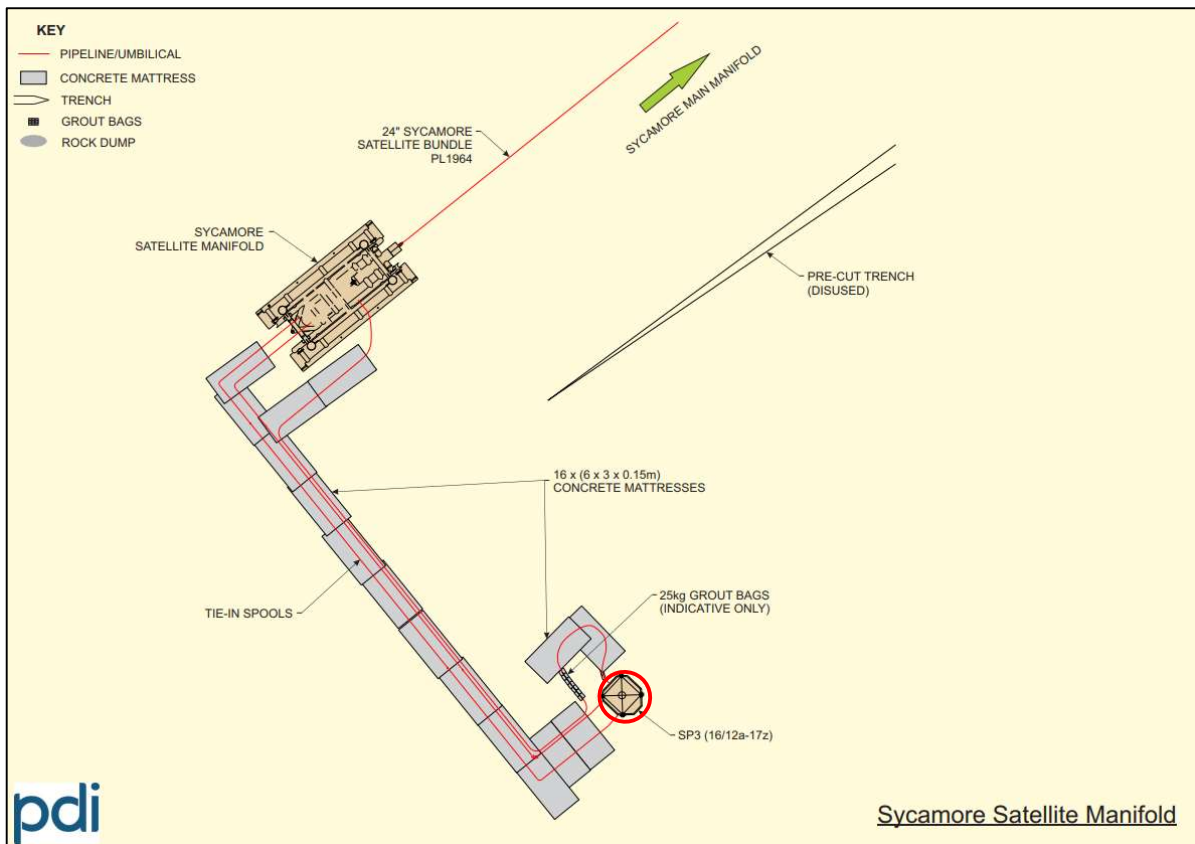 KEY
PIPELINE/UMBILICAL
CONCRETE MATTRESS
TRENCH
GROUT BAGS
ROCK DUMP
24" SYCAMORE
SATELLITE BUNDLE
PL1964
SYCAMORE MAIN MANIFOLD
SYCAMORE
SATELLITE MANIFOLD
PRE-CUT TRENCH
(DISUSED)
16 x (6 x 3 x 0.15m)
CONCRETE MATTRESSES
TIE-IN SPOOLS
25kg GROUT BAGS
(INDICATIVE ONLY)
SP3 (16/12a-17z)
pdi
Sycamore Satellite Manifold